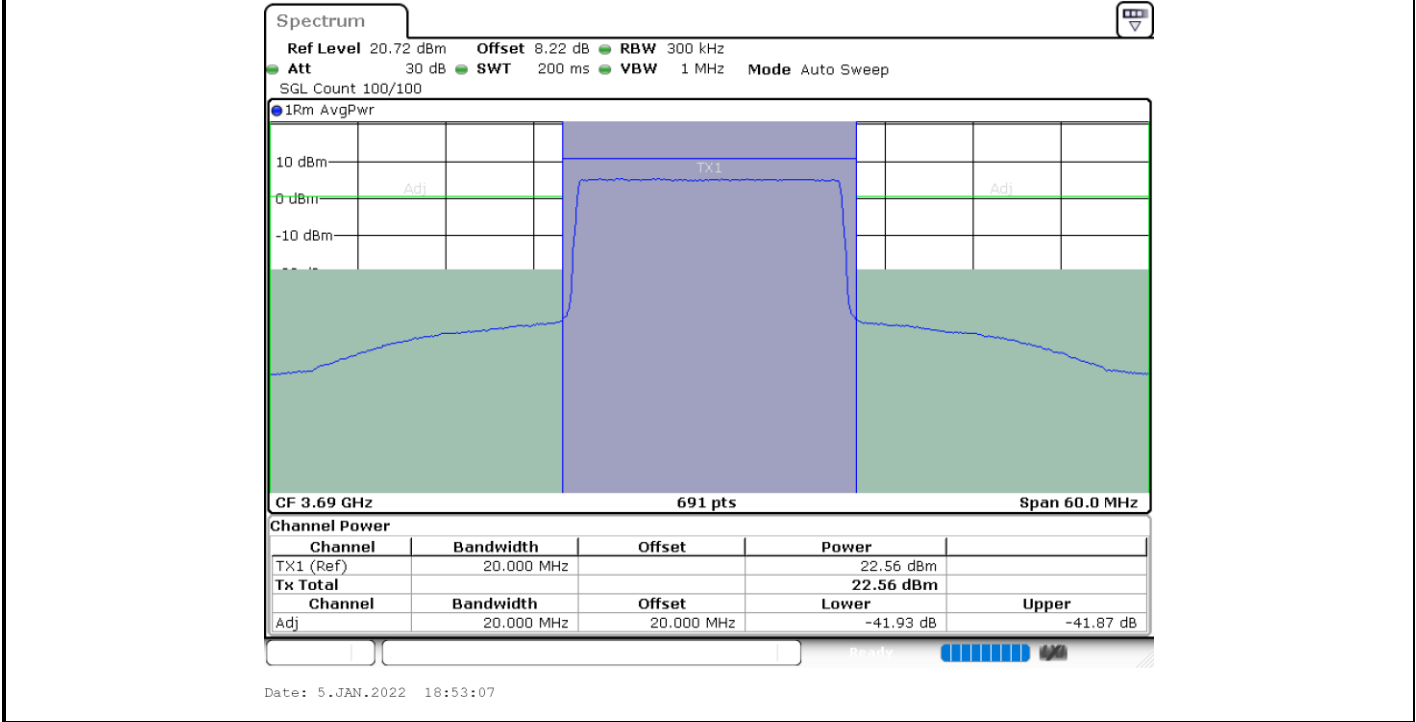 Spectrum
Ref Level 20.72 dBm Offset 8.22 dB RBW 300 kHz
Att 30 dB SWT 200 ms VBW 1 MHz Mode Auto Sweep
SGL Count 100/100
1Rm AvgPwr
10 dBm
TX1
Adj Adj
0 dBm
-10 dBm
CF 3.69 GHz 691 pts Span 60.0 MHz
Channel Power
Channel Bandwidth Offset Power
TX1 (Ref) 20.000 MHz 22.56 dBm
Tx Total 22.56 dBm
Channel Bandwidth Offset Lower Upper
Adj 20.000 MHz 20.000 MHz -41.93 dB -41.87 dB
Ready
Date: 5.JAN.2022 18:53:07